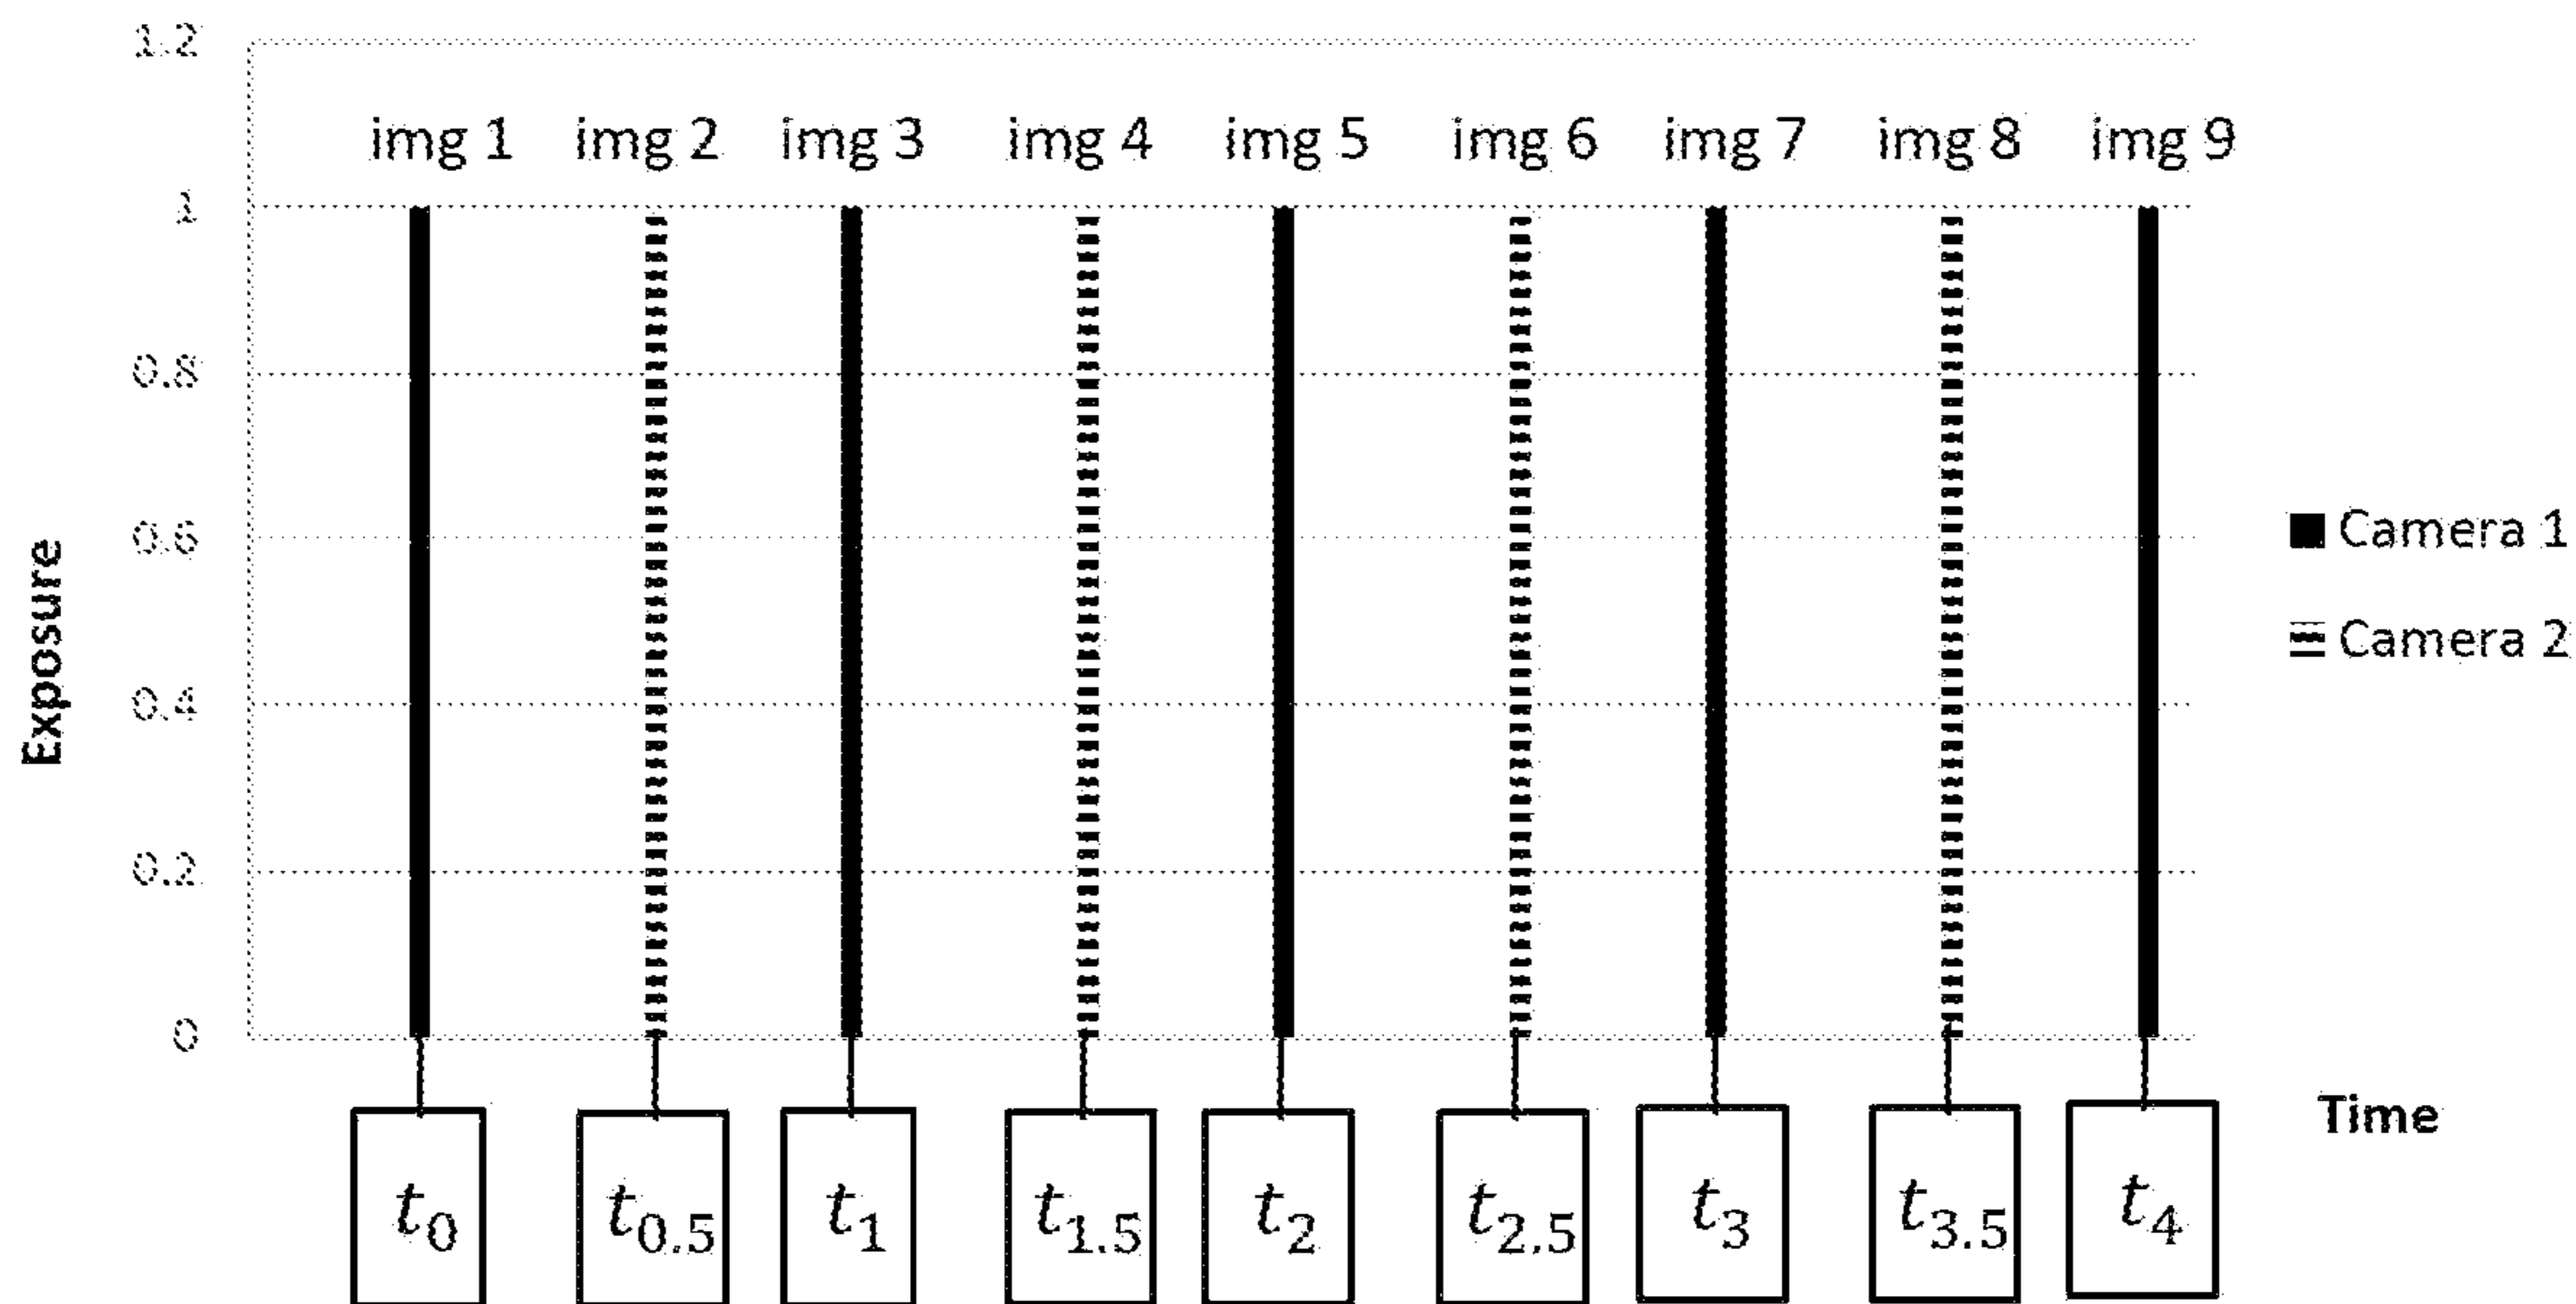 1.2
img 1 img 2 img 3 img 4 img 5 img 6 img 7 img 8 img 9
1
0.8
0.6
0.4
0.2
0
Exposure
Camera 1
Camera 2
Time
t0 t0.5 t1 t1.5 t2 t2.5 t3 t3.5 t4